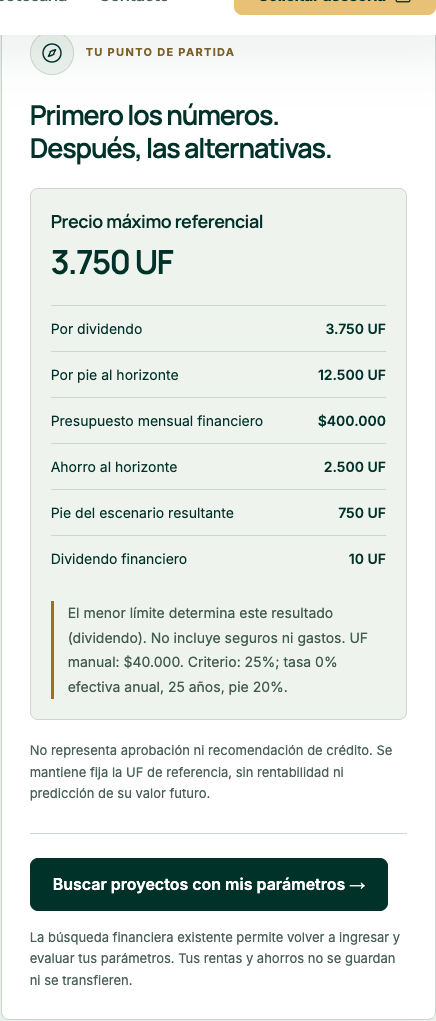 TU PUNTO DE PARTIDA
Primero los números.
Después, las alternativas.
Precio máximo referencial
3.750 UF
Por dividendo 3.750 UF
Por pie al horizonte 12.500 UF
Presupuesto mensual financiero $400.000
Ahorro al horizonte 2.500 UF
Pie del escenario resultante 750 UF
Dividendo financiero 10 UF
El menor límite determina este resultado
(dividendo). No incluye seguros ni gastos. UF
manual: $40.000. Criterio: 25%; tasa 0%
efectiva anual, 25 años, pie 20%.
No representa aprobación ni recomendación de crédito. Se
mantiene fija la UF de referencia, sin rentabilidad ni
predicción de su valor futuro.
Buscar proyectos con mis parámetros →
La búsqueda financiera existente permite volver a ingresar y
evaluar tus parámetros. Tus rentas y ahorros no se guardan
ni se transfieren.